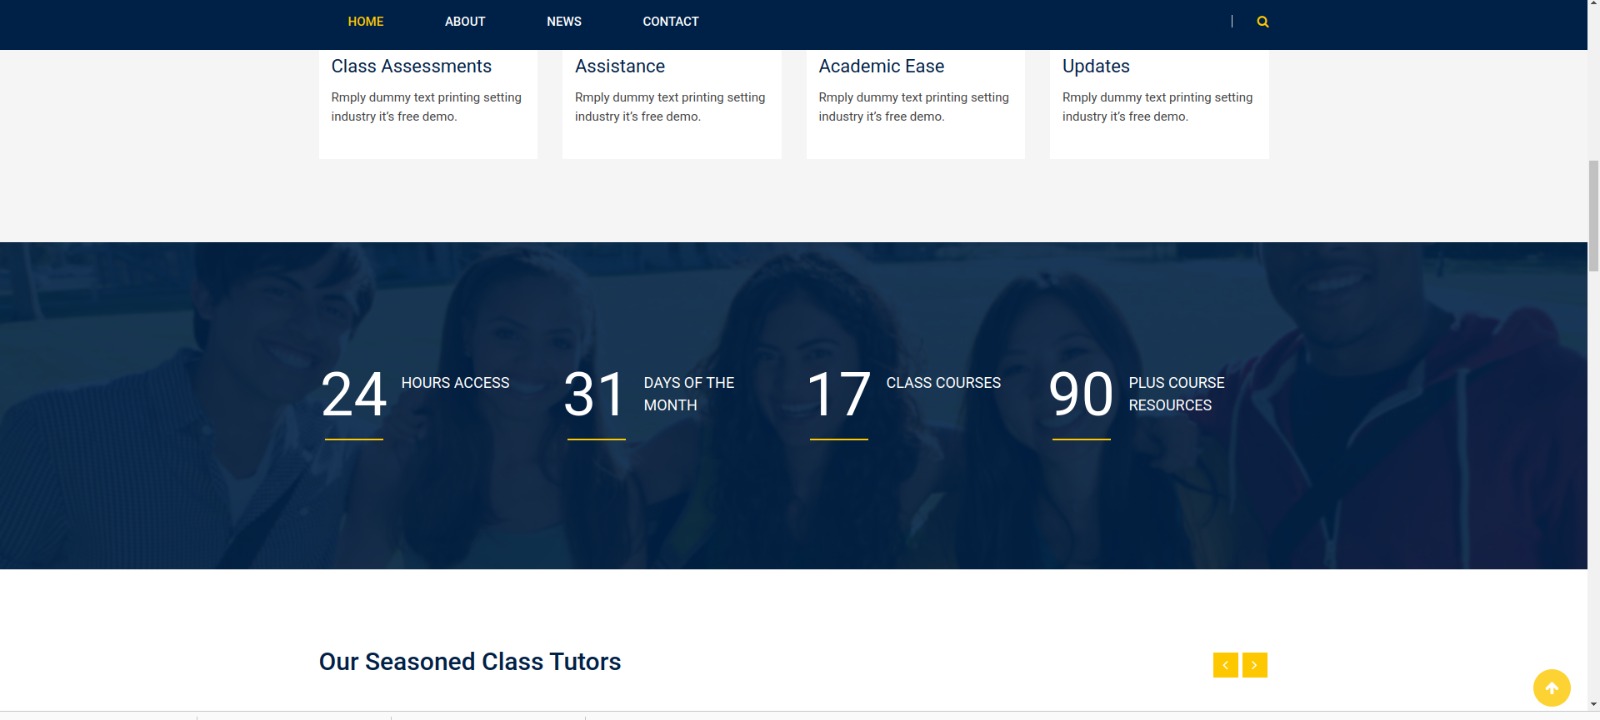 HOME ABOUT NEWS CONTACT
Class Assessments
Rmply dummy text printing setting
industry it’s free demo.
Assistance
Rmply dummy text printing setting
industry it’s free demo.
Academic Ease
Rmply dummy text printing setting
industry it’s free demo.
Updates
Rmply dummy text printing setting
industry it’s free demo.
24 HOURS ACCESS
31 DAYS OF THE
MONTH
17 CLASS COURSES
90 PLUS COURSE
RESOURCES
Our Seasoned Class Tutors